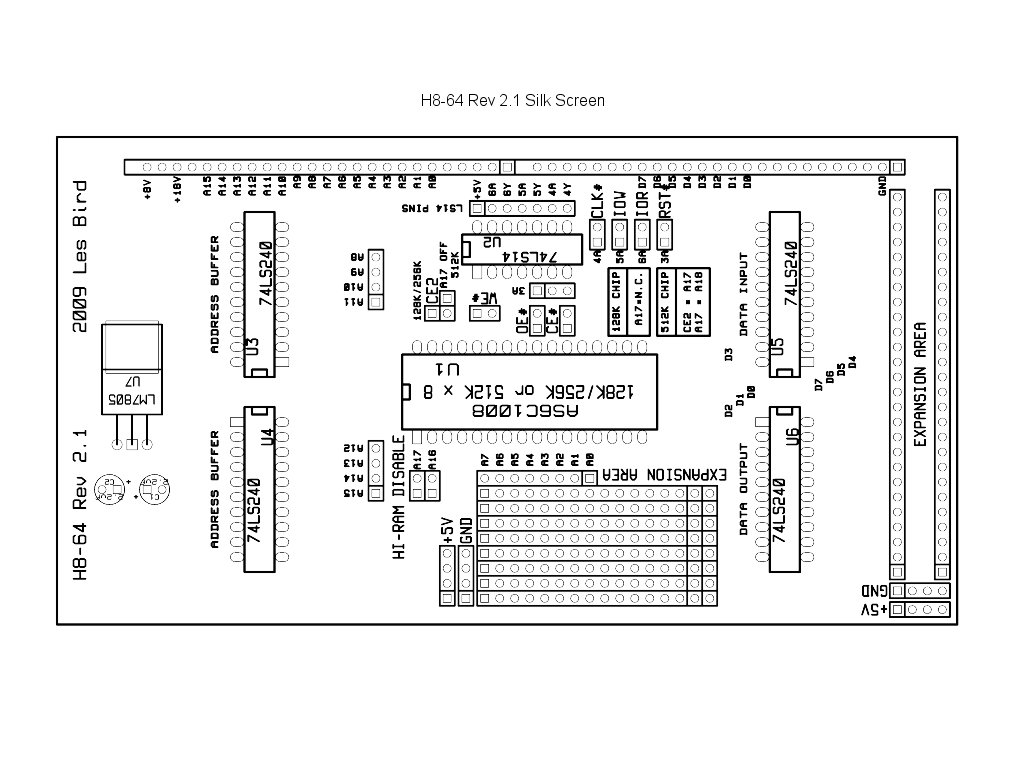 H8-64 Rev 2.1 Silk Screen
+8V
+18V
A15
A14
A13
A12
A11
A10
A9
A8
A7
A6
A5
A4
A3
A2
A1
A0
D7
D6
D5
D4
D3
D2
D1
D0
GND
2009 Les Bird
H8-64 Rev 2.1
LS14 PINS
+5V
6A
6Y
5A
5Y
4A
4Y
CLK#
IOW
IOR
RST#
4A
5A
6A
3A
U2
74LS14
3A
ADDRESS BUFFER
74LS240
U3
A8
A9
A10
A11
128K/256K
CE2
A17 OFF
512K
WE#
OE#
CE#
128K CHIP
A17=N.C.
512K CHIP
CE2 = A17
A17 = A18
DATA INPUT
74LS240
U5
D3
D4
D5
D6
D7
D0
D1
D2
U7
LM7805
U1
128K/256K or 512K x 8
AS6C1008
ADDRESS BUFFER
74LS240
U4
A12
A13
A14
A15
HI-RAM DISABLE
A17
A16
A7
A6
A5
A4
A3
A2
A1
A0
EXPANSION AREA
+5V
GND
DATA OUTPUT
74LS240
U6
EXPANSION AREA
C2
C1
+
+
GND
+5V